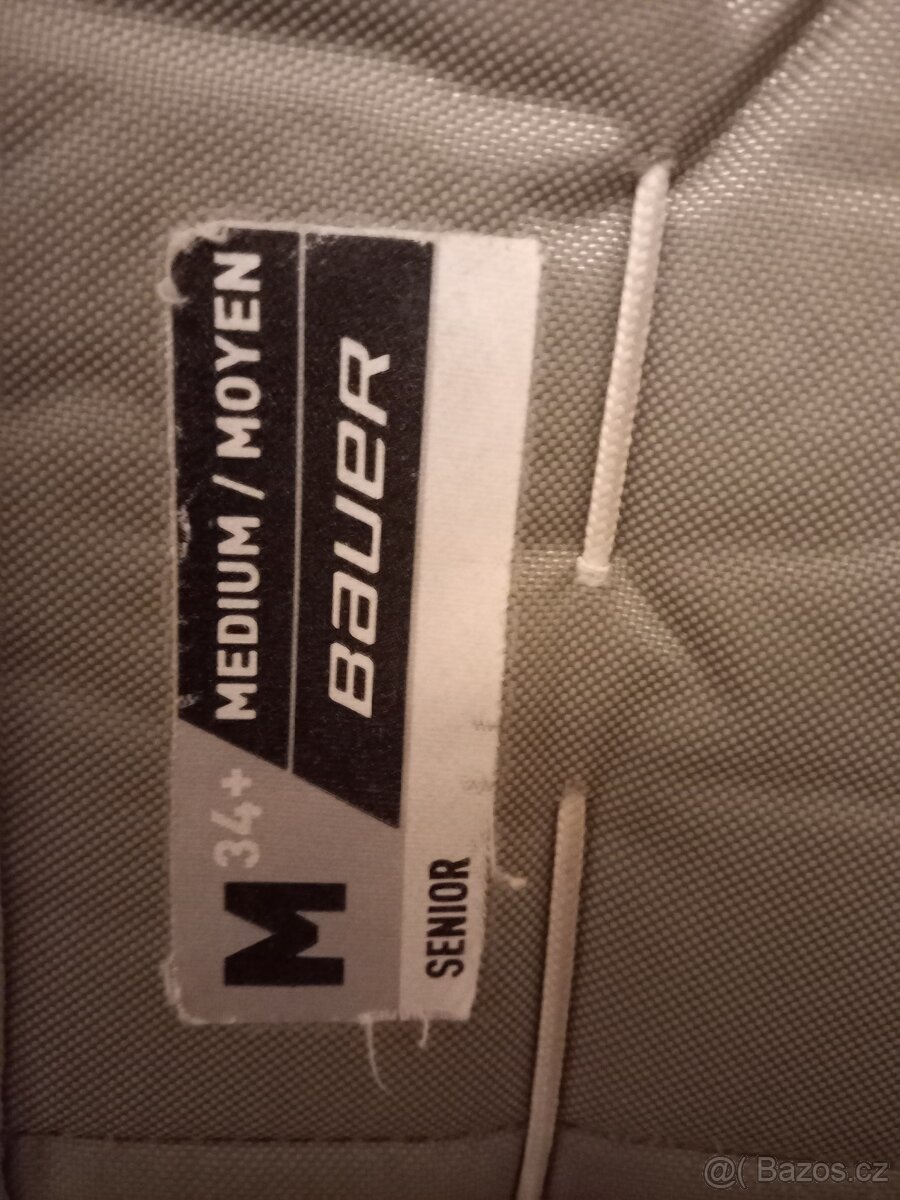 M 34+ MEDIUM / MOYEN
BAUER
SENIOR
@( Bazos.cz